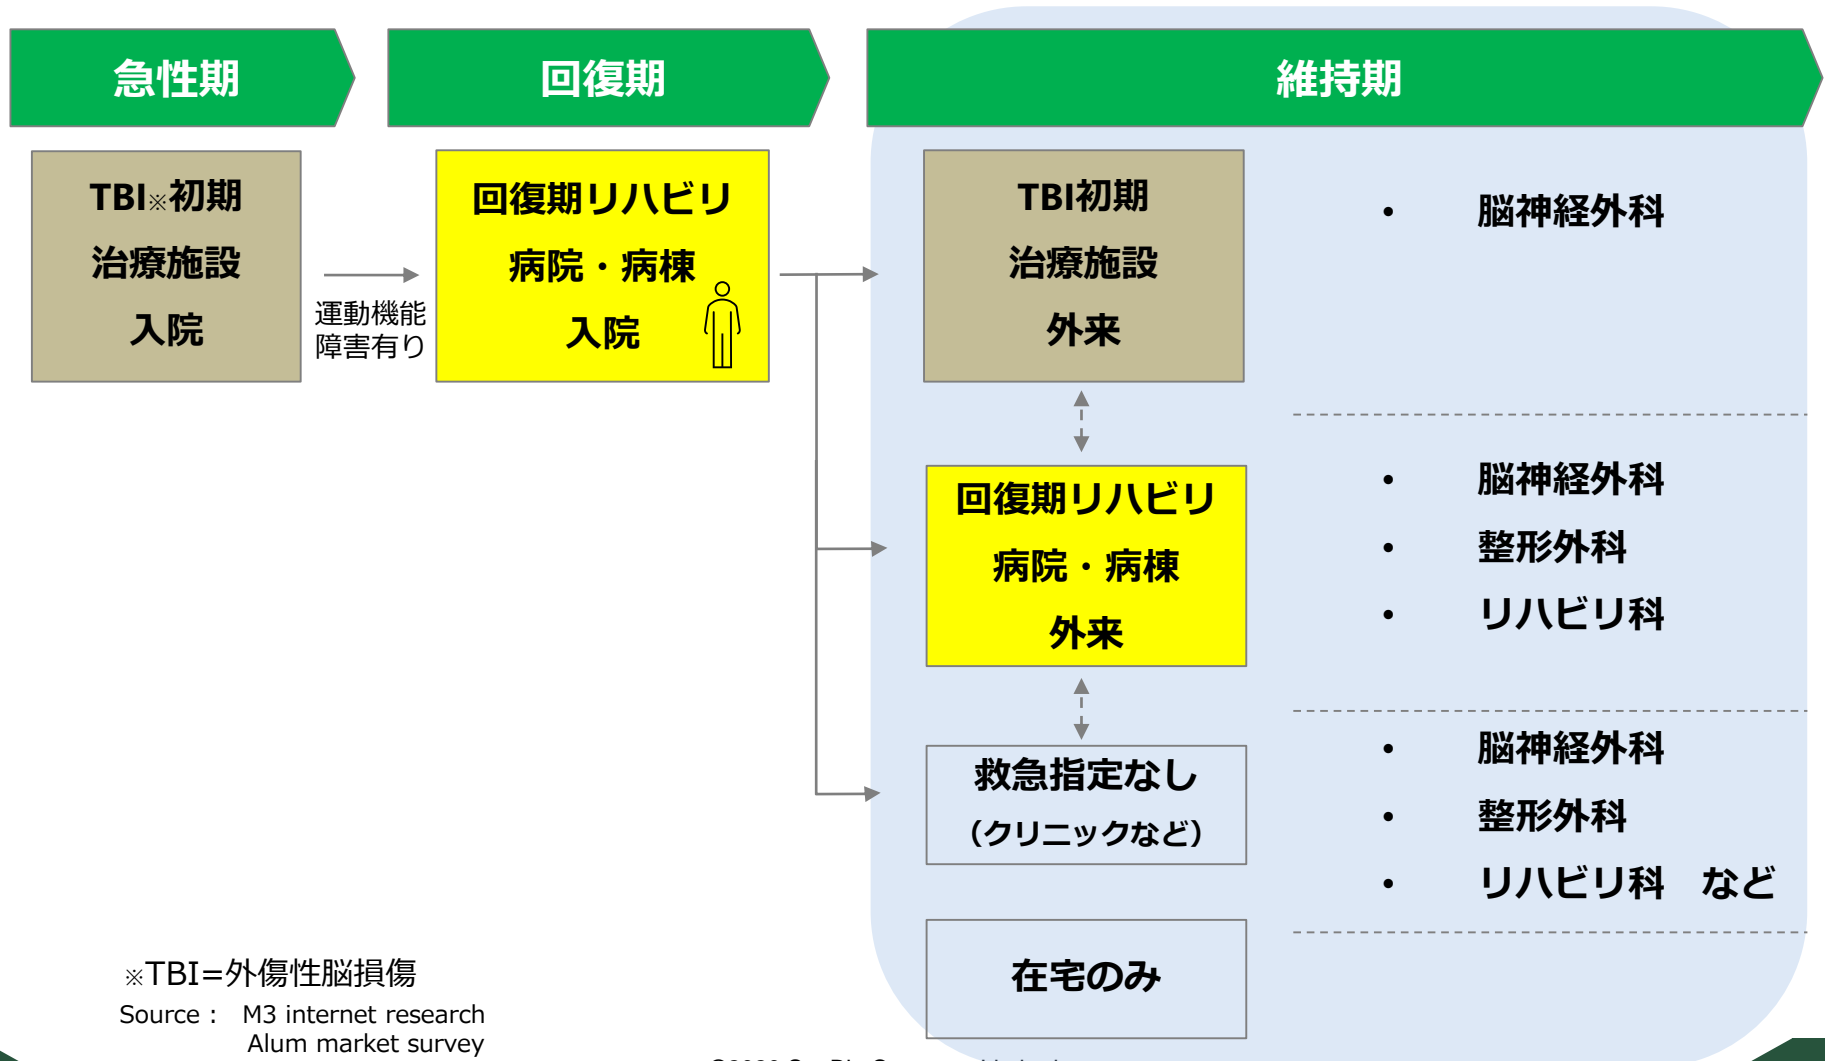 急性期
回復期
維持期
TBI※初期
治療施設
入院
運動機能
障害有り
回復期リハビリ
病院・病棟
入院
TBI初期
治療施設
外来
• 脳神経外科
回復期リハビリ
病院・病棟
外来
• 脳神経外科
• 整形外科
• リハビリ科
救急指定なし
（クリニックなど）
• 脳神経外科
• 整形外科
• リハビリ科　など
在宅のみ
※TBI=外傷性脳損傷
Source： M3 internet research
Alum market survey